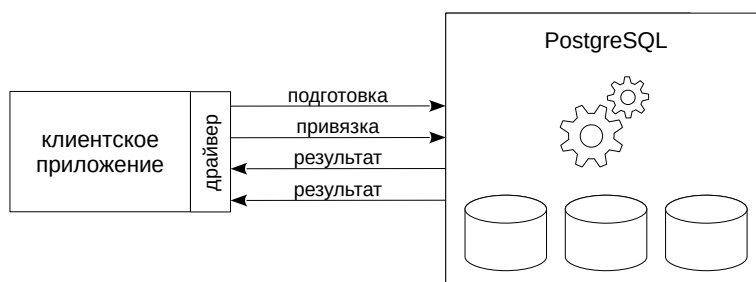 PostgreSQL
клиентское
приложение
драйвер
подготовка
привязка
результат
результат